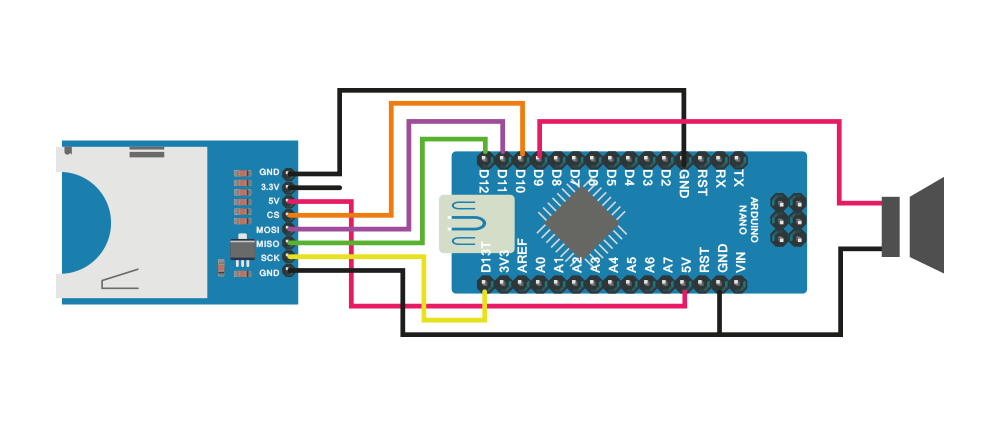 GND
3.3V
5V
CS
MOSI
MISO
SCK
GND
D12
D11
D10
D9
D8
D7
D6
D5
D4
D3
D2
GND
RST
RX
TX
ARDUINO
NANO
D13T
3V3
AREF
A0
A1
A2
A3
A4
A5
A6
A7
5V
RST
GND
VIN